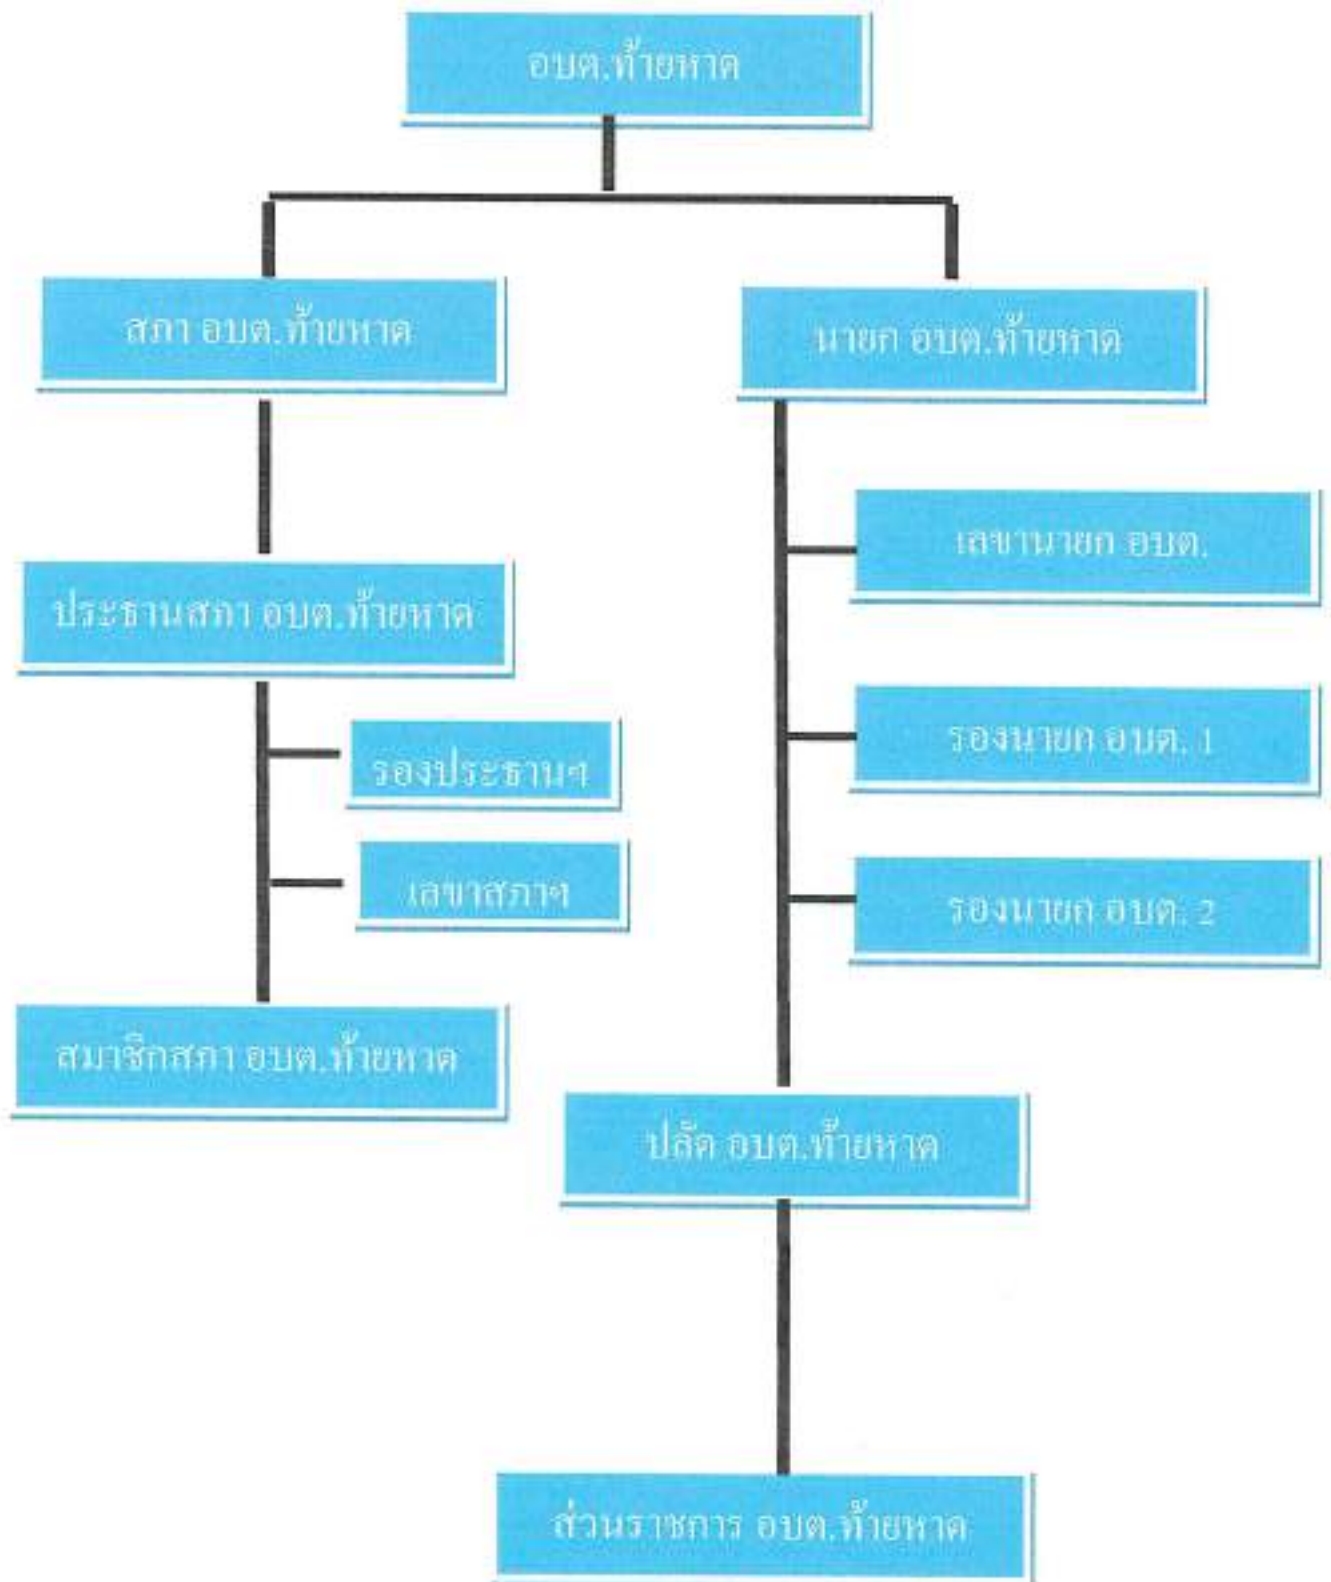 อบต.ท้ายหาด
สภา อบต.ท้ายหาด
นายก อบต.ท้ายหาด
เลขานายก อบต.
ประธานสภา อบต.ท้ายหาด
รองนายก อบต. 1
รองประธานฯ
เลขาสภาฯ
รองนายก อบต. 2
สมาชิกสภา อบต.ท้ายหาด
ปลัด อบต.ท้ายหาด
ส่วนราชการ อบต.ท้ายหาด